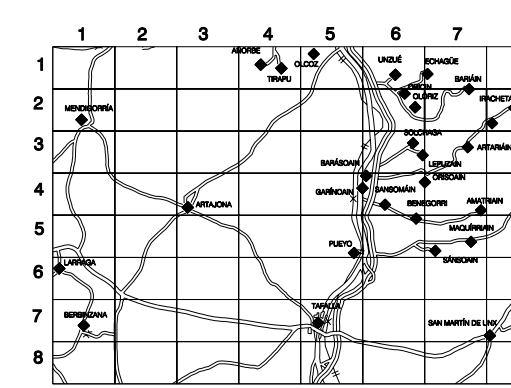 1 2 3 4 5 6 7
1
2
3
4
5
6
7
8
AÑORBE
TIRAPU
OLCOZ
UNZUÉ
ECHAGÜE
BARIÁIN
ORICIN
OLÓRIZ
IRACHETA
MENDIGORRÍA
SOLCHAGA
ARTARIÁIN
LEPUZAIN
BARÁSOAIN
ORISOAIN
GARÍNOAIN
SANSOMÁIN
ARTAJONA
BENEGORRI
AMATRIAIN
MAQUÍRRIAIN
PUEYO
SÁNSOAIN
LARRAGA
TAFALLA
BERBINZANA
SAN MARTÍN DE UNX